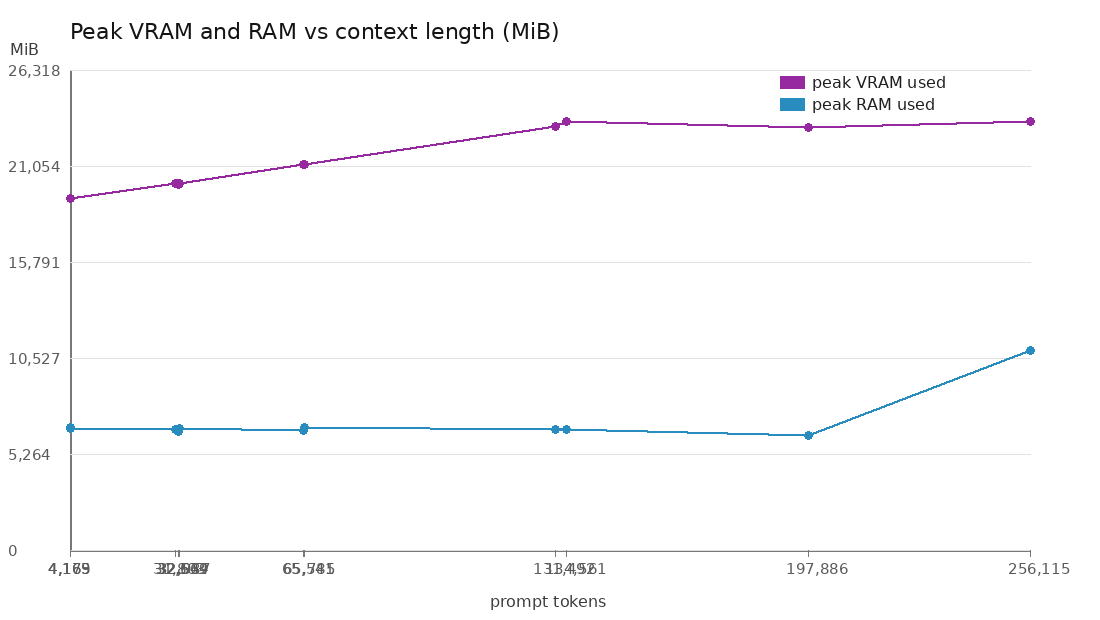 Peak VRAM and RAM vs context length (MiB)
MiB
26,318
peak VRAM used
peak RAM used
21,054
15,791
10,527
5,264
0
197,886
256,115
prompt tokens